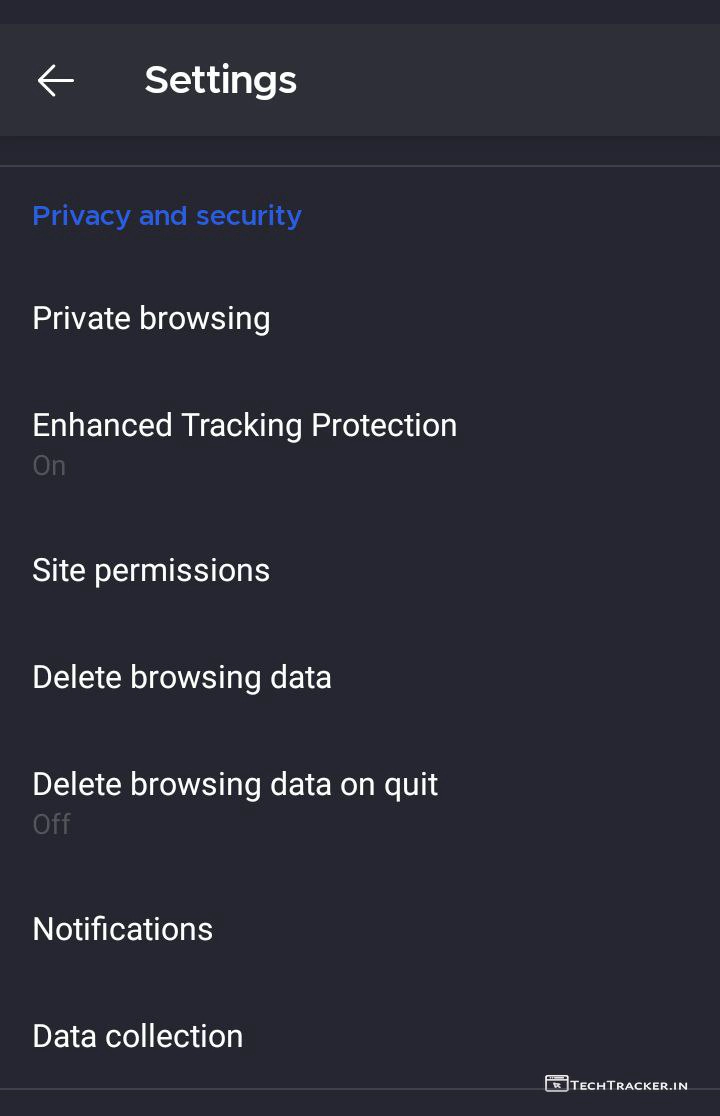 Settings
Privacy and security
Private browsing
Enhanced Tracking Protection
On
Site permissions
Delete browsing data
Delete browsing data on quit
Off
Notifications
Data collection
TECHTRACKER.IN